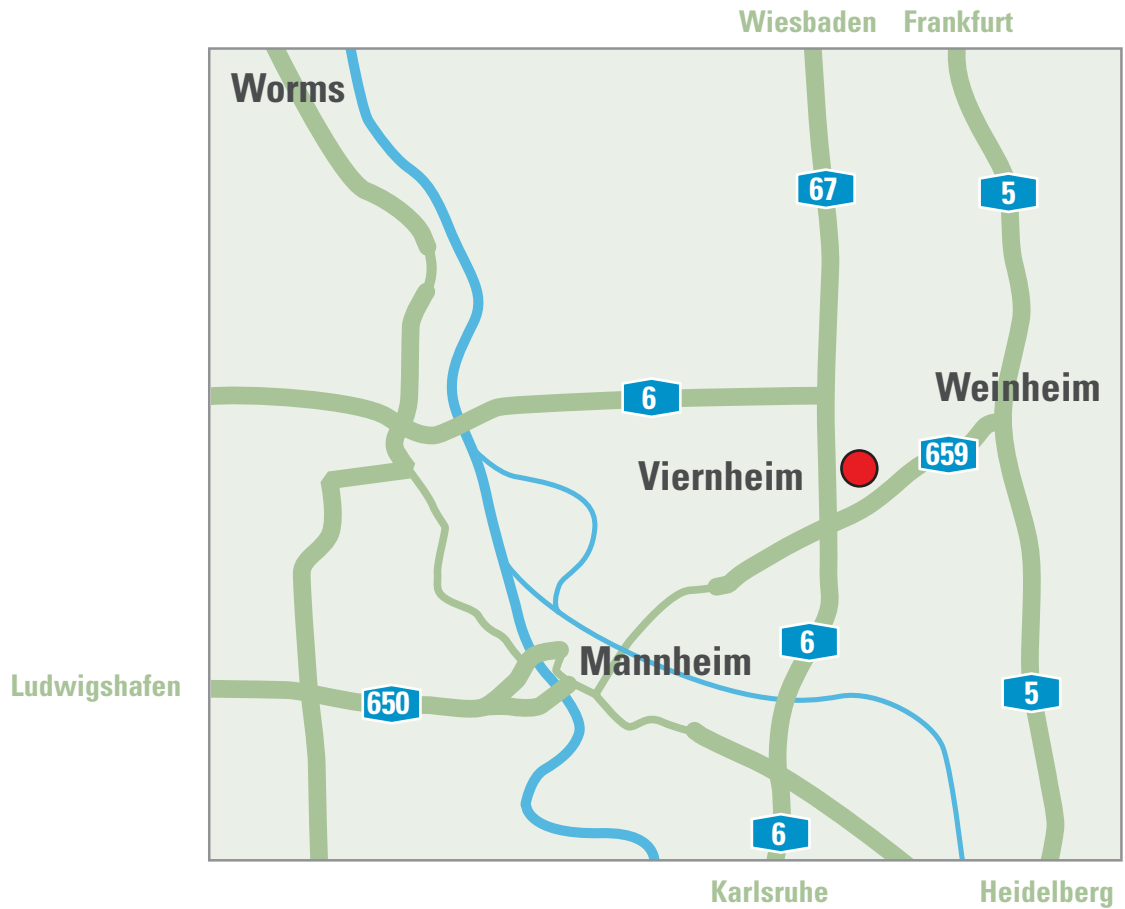 Wiesbaden Frankfurt
Worms
67
5
Weinheim
6
659
Viernheim
6
Mannheim
Ludwigshafen
5
650
6
Karlsruhe
Heidelberg